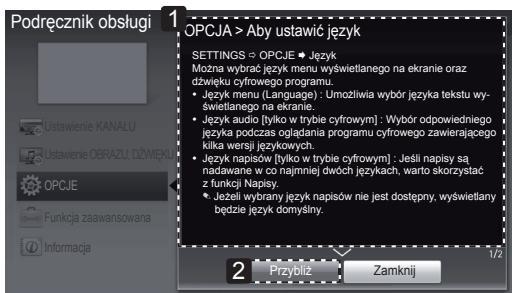 Podręcznik obsługi
1
OPCJA > Aby ustawić język
SETTINGS ⇨ OPCJE ➡ Język
Można wybrać język menu wyświetlanego na ekranie oraz
dźwięku cyfrowego programu.
• Język menu (Language) : Umożliwia wybór języka tekstu wy-
świetlanego na ekranie.
• Język audio [tylko w trybie cyfrowym] : Wybór odpowiedniego
języka podczas oglądania programu cyfrowego zawierającego
kilka wersji językowych.
• Język napisów [tylko w trybie cyfrowym] : Jeśli napisy są
nadawane w co najmniej dwóch językach, warto skorzystać
z funkcji Napisy.
✎ Jeżeli wybrany język napisów nie jest dostępny, wyświetlany
będzie język domyślny.
Ustawienie KANAŁU
Ustawienie OBRAZU, DŹWIĘKU
OPCJE
Funkcja zaawansowana
Informacja
1/2
2
Przybliż
Zamknij